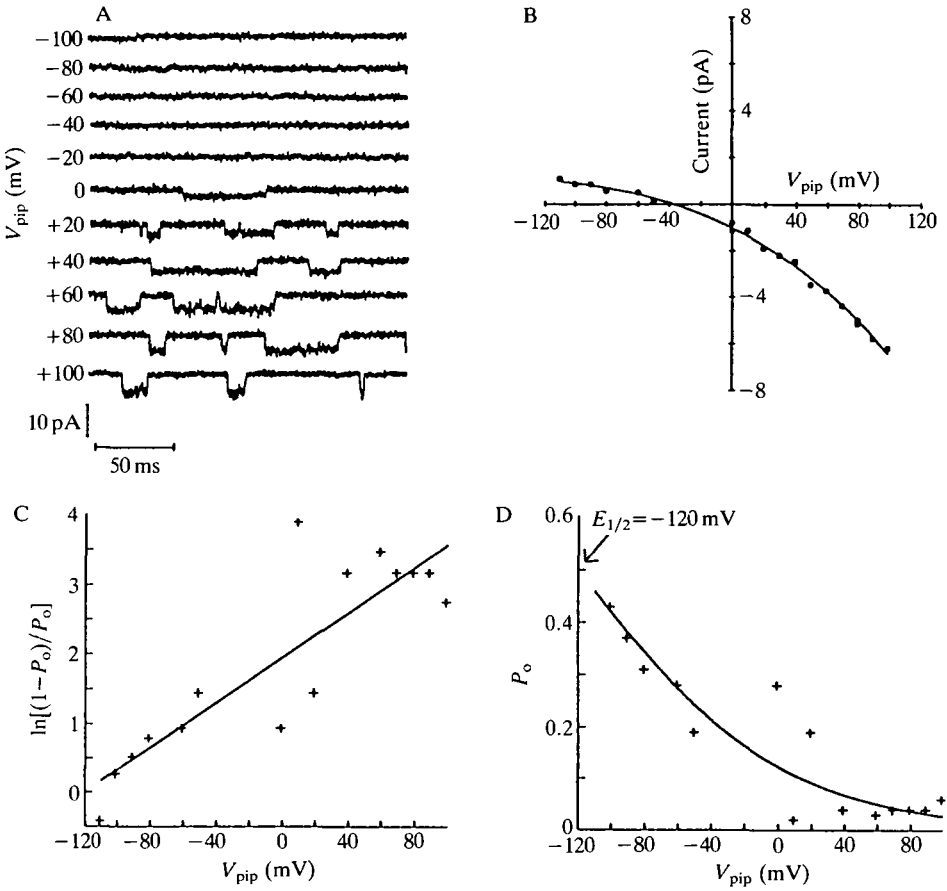 A
V_pip (mV)
−100
−80
−60
−40
−20
0
+20
+40
+60
+80
+100
10 pA
50 ms
B
Current (pA)
V_pip (mV)
8
4
−4
−8
−120 −80 −40 40 80 120
C
ln[(1−P_o)/P_o]
4
3
2
1
0
−120 −80 −40 0 40 80
V_pip (mV)
D
E_1/2 = −120 mV
P_o
0.6
0.4
0.2
0
−120 −80 −40 0 40 80
V_pip (mV)